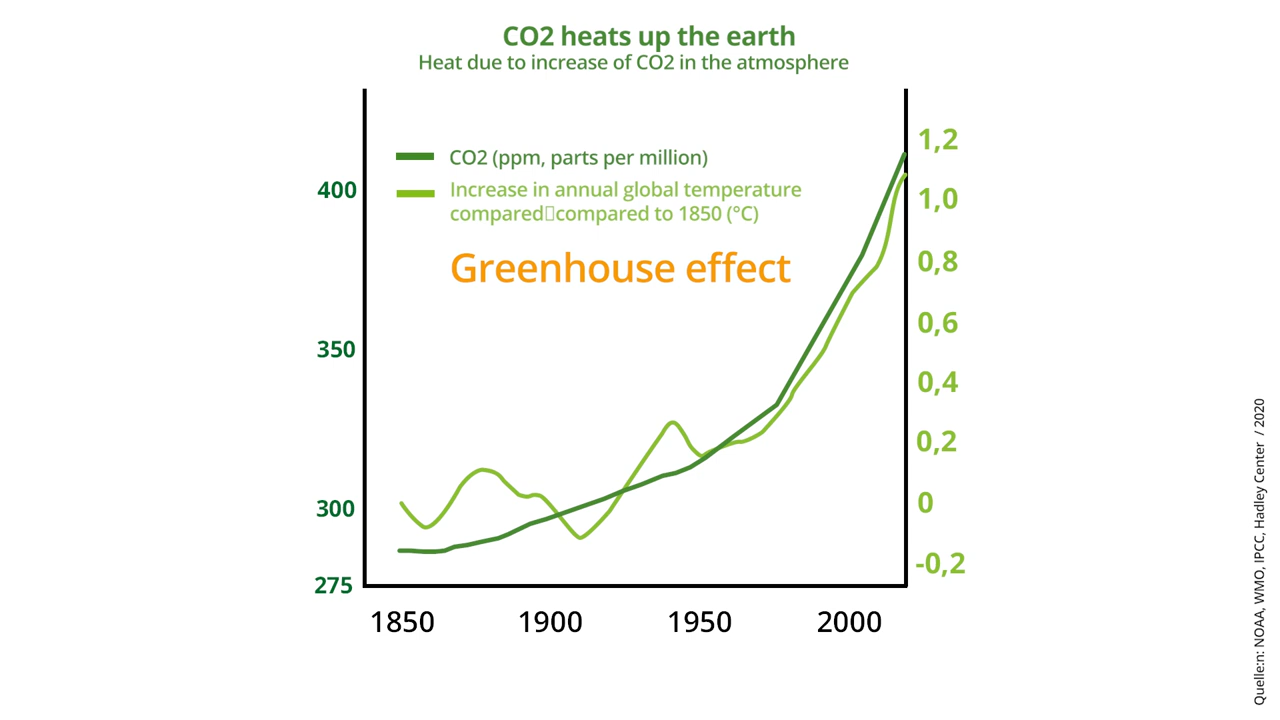 CO2 heats up the earth
Heat due to increase of CO2 in the atmosphere
CO2 (ppm, parts per million)
Increase in annual global temperature
compared▯compared to 1850 (°C)
Greenhouse effect
400
350
300
275
1,2
1,0
0,8
0,6
0,4
0,2
0
-0,2
1850 1900 1950 2000
Quelle:n: NOAA, WMO, IPCC, Hadley Center / 2020